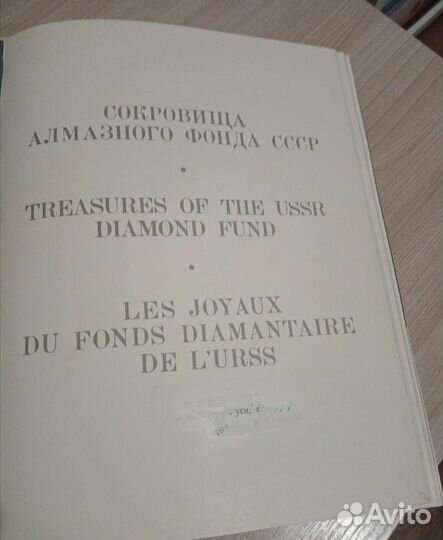 СОКРОВИЩА
АЛМАЗНОГО ФОНДА СССР
•
TREASURES OF THE USSR
DIAMOND FUND
•
LES JOYAUX
DU FONDS DIAMANTAIRE
DE L'URSS
Avito